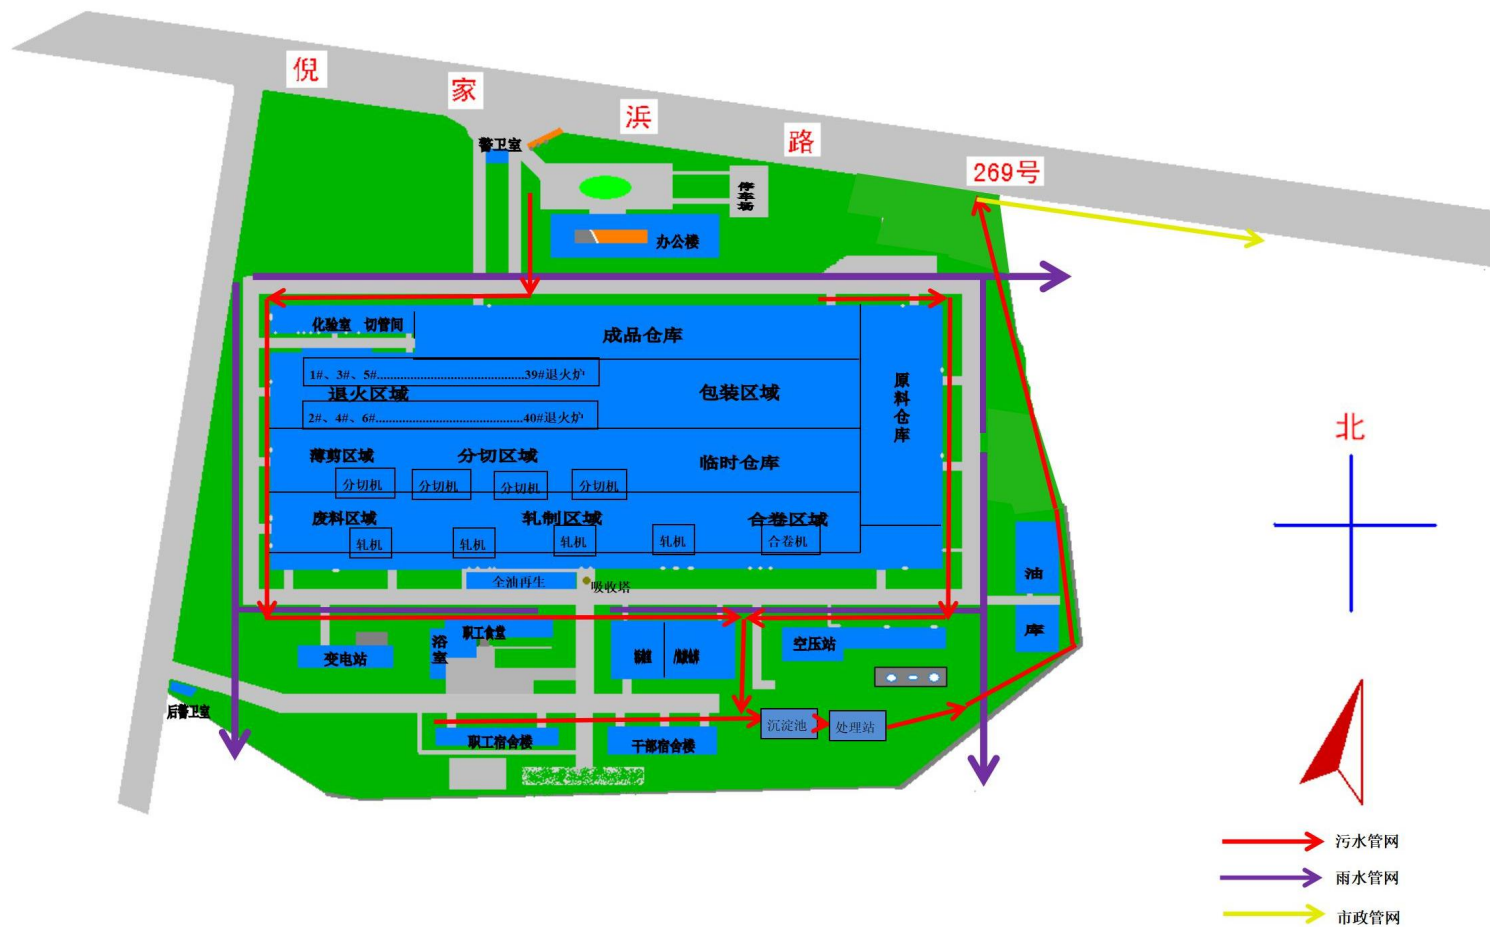 倪家浜路
269号
警卫室
停车场
办公楼
化验室 切管间
成品仓库
1#、3#、5#................................................39#退火炉
退火区域
包装区域
原料仓库
2#、4#、6#................................................40#退火炉
薄剪区域
分切区域
临时仓库
分切机
分切机
分切机
分切机
废料区域
轧制区域
合卷区域
轧机
轧机
轧机
轧机
合卷机
全油再生
吸收塔
油库
职工食堂
浴室
变电站
空压站
后警卫室
职工宿舍楼
干部宿舍楼
沉淀池
处理站
北
污水管网
雨水管网
市政管网